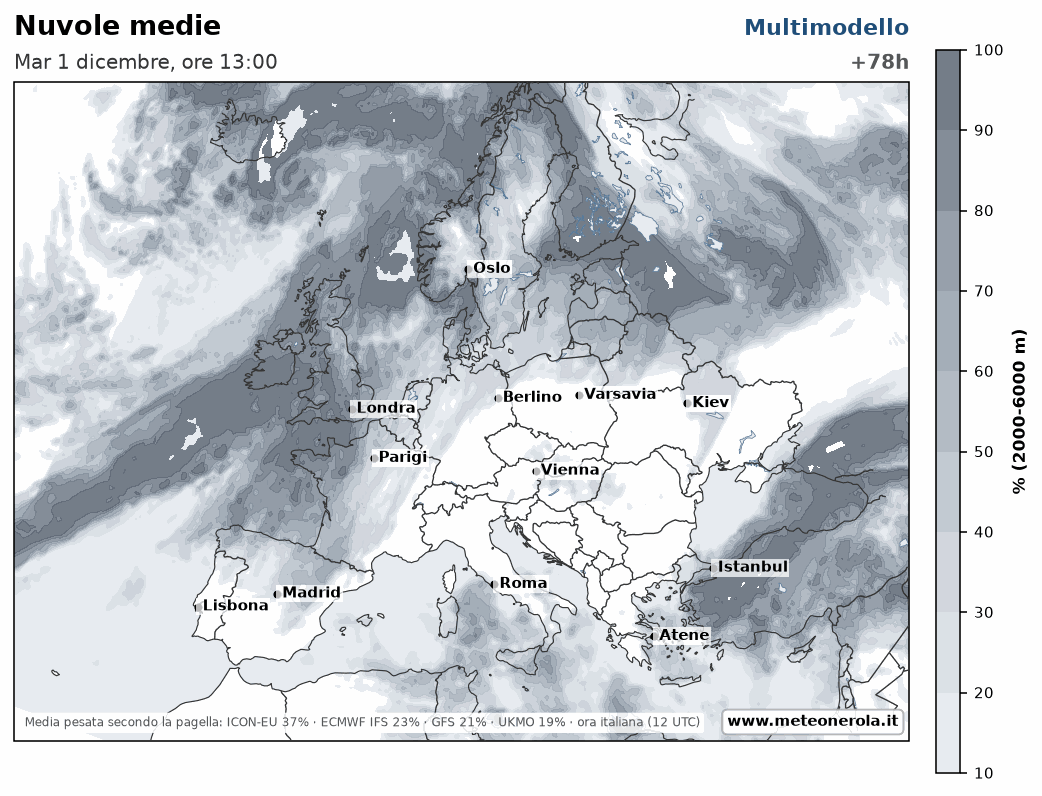 Nuvole medie
Multimodello
Mar 1 dicembre, ore 13:00
+78h
100
90
80
70
60
50
40
30
20
10
% (2000-6000 m)
Oslo
Berlino
Varsavia
Kiev
Londra
Parigi
Vienna
Istanbul
Roma
Madrid
Lisbona
Atene
Media pesata secondo la pagella: ICON-EU 37% · ECMWF IFS 23% · GFS 21% · UKMO 19% · ora italiana (12 UTC)
www.meteonerola.it